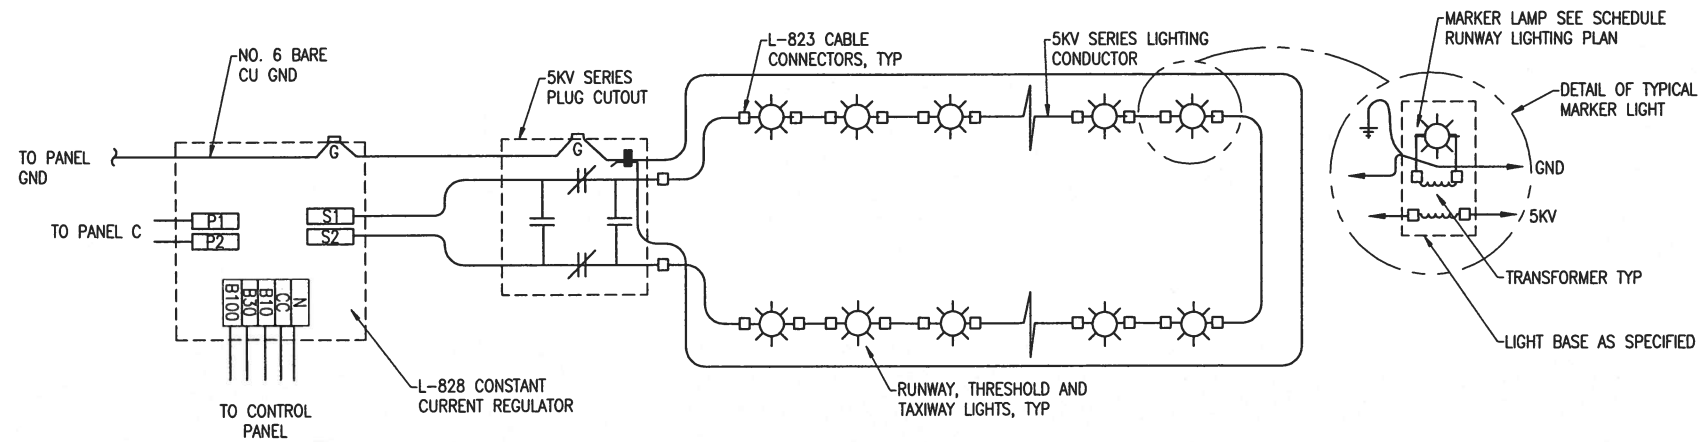 NO. 6 BARE
CU GND
5KV SERIES
PLUG CUTOUT
L-823 CABLE
CONNECTORS, TYP
5KV SERIES LIGHTING
CONDUCTOR
MARKER LAMP SEE SCHEDULE
RUNWAY LIGHTING PLAN
DETAIL OF TYPICAL
MARKER LIGHT
TO PANEL
GND
G
G
GND
TO PANEL C
P1
P2
S1
S2
5KV
TRANSFORMER TYP
LIGHT BASE AS SPECIFIED
B100
B30
B10
CC
N
L-828 CONSTANT
CURRENT REGULATOR
RUNWAY, THRESHOLD AND
TAXIWAY LIGHTS, TYP
TO CONTROL
PANEL